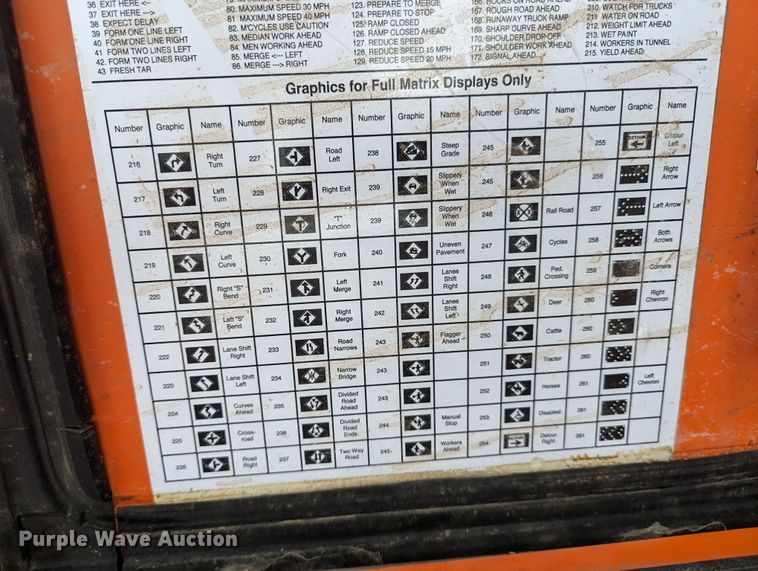 36 EXIT HERE <--
37 EXIT HERE -->
38 EXPECT DELAY
39 FORM ONE LINE LEFT
40 FORM ONE LINE RIGHT
41 FORM TWO LINES LEFT
42 FORM TWO LINES RIGHT
43 FRESH TAR
80 MAXIMUM SPEED 30 MPH
81 MAXIMUM SPEED 40 MPH
82 M'CYCLES USE CAUTION
83 MEDIAN WORK AHEAD
84 MEN WORKING AHEAD
85 MERGE <-- LEFT
86 MERGE --> RIGHT
123 PREPARE TO MERGE
124 PREPARE TO STOP
125 RAMP CLOSED
126 RAMP CLOSED AHEAD
127 REDUCE SPEED
128 REDUCE SPEED 15 MPH
129 REDUCE SPEED 20 MPH
166 ROCKS ON ROAD AHEAD
167 ROUGH ROAD AHEAD
168 RUNAWAY TRUCK RAMP
169 SHARP CURVE AHEAD
170 SHOULDER DROP-OFF
171 SHOULDER WORK AHEAD
172 SIGNAL AHEAD
210 WATCH FOR TRUCKS
211 WATER ON ROAD
212 WEIGHT LIMIT AHEAD
213 WET PAINT
214 WORKERS IN TUNNEL
215 YIELD AHEAD
Graphics for Full Matrix Displays Only
Number Graphic Name Number Graphic Name Number Graphic Name Number Graphic Name Number Graphic Name
216 Right Turn
217 Left Turn
218 Right Curve
219 Left Curve
220 Right "S" Bend
221 Left "S" Bend
222 Lane Shift Right
223 Lane Shift Left
224 Curves Ahead
225 Cross-road
226 Road Right
227 Road Left
228 Right Exit
229 "T" Junction
230 Fork
231 Left Merge
232 Right Merge
233 Road Narrows
234 Narrow Bridge
235 Divided Road Ahead
236 Divided Road Ends
237 Two Way Road
238 Steep Grade
239 Slippery When Wet
239 Slippery When Wet
240 Uneven Pavement
241 Lanes Shift Right
242 Lanes Shift Left
243 Flagger Ahead
243
243
244 Manual Stop
245 Workers Ahead
245
245
246 Rail Road
247 Cycles
248 Ped. Crossing
249 Deer
250 Cattle
251 Tractor
252 Horses
253 Disabled
254 Detour Right
255 DETOUR Detour Left
256 Right Arrow
257 Left Arrow
258 Both Arrows
259 Corners
260 Right Chevron
260
260
261 Left Chevron
261
261
Purple Wave Auction